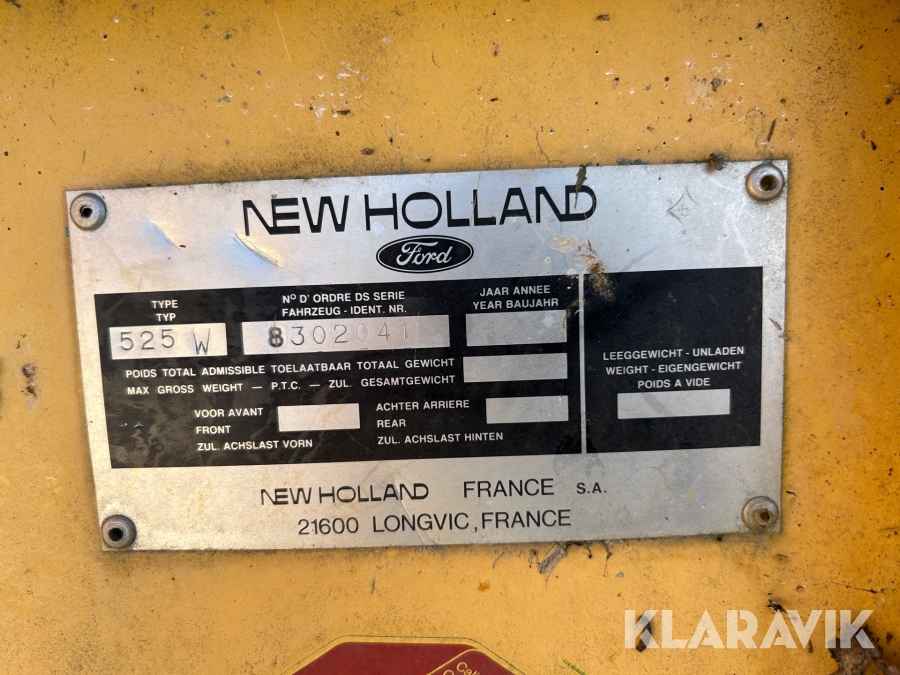 NEW HOLLAND
Ford
TYPE
TYP
525 W
Nº D' ORDRE DS SERIE
FAHRZEUG - IDENT. NR.
8302041
JAAR ANNEE
YEAR BAUJAHR
POIDS TOTAL ADMISSIBLE TOELAATBAAR TOTAAL GEWICHT
MAX GROSS WEIGHT — P.T.C. — ZUL. GESAMTGEWICHT
VOOR AVANT
FRONT
ZUL. ACHSLAST VORN
ACHTER ARRIERE
REAR
ZUL. ACHSLAST HINTEN
LEEGGEWICHT - UNLADEN
WEIGHT - EIGENGEWICHT
POIDS A VIDE
NEW HOLLAND FRANCE S.A.
21600 LONGVIC, FRANCE
KLARAVIK